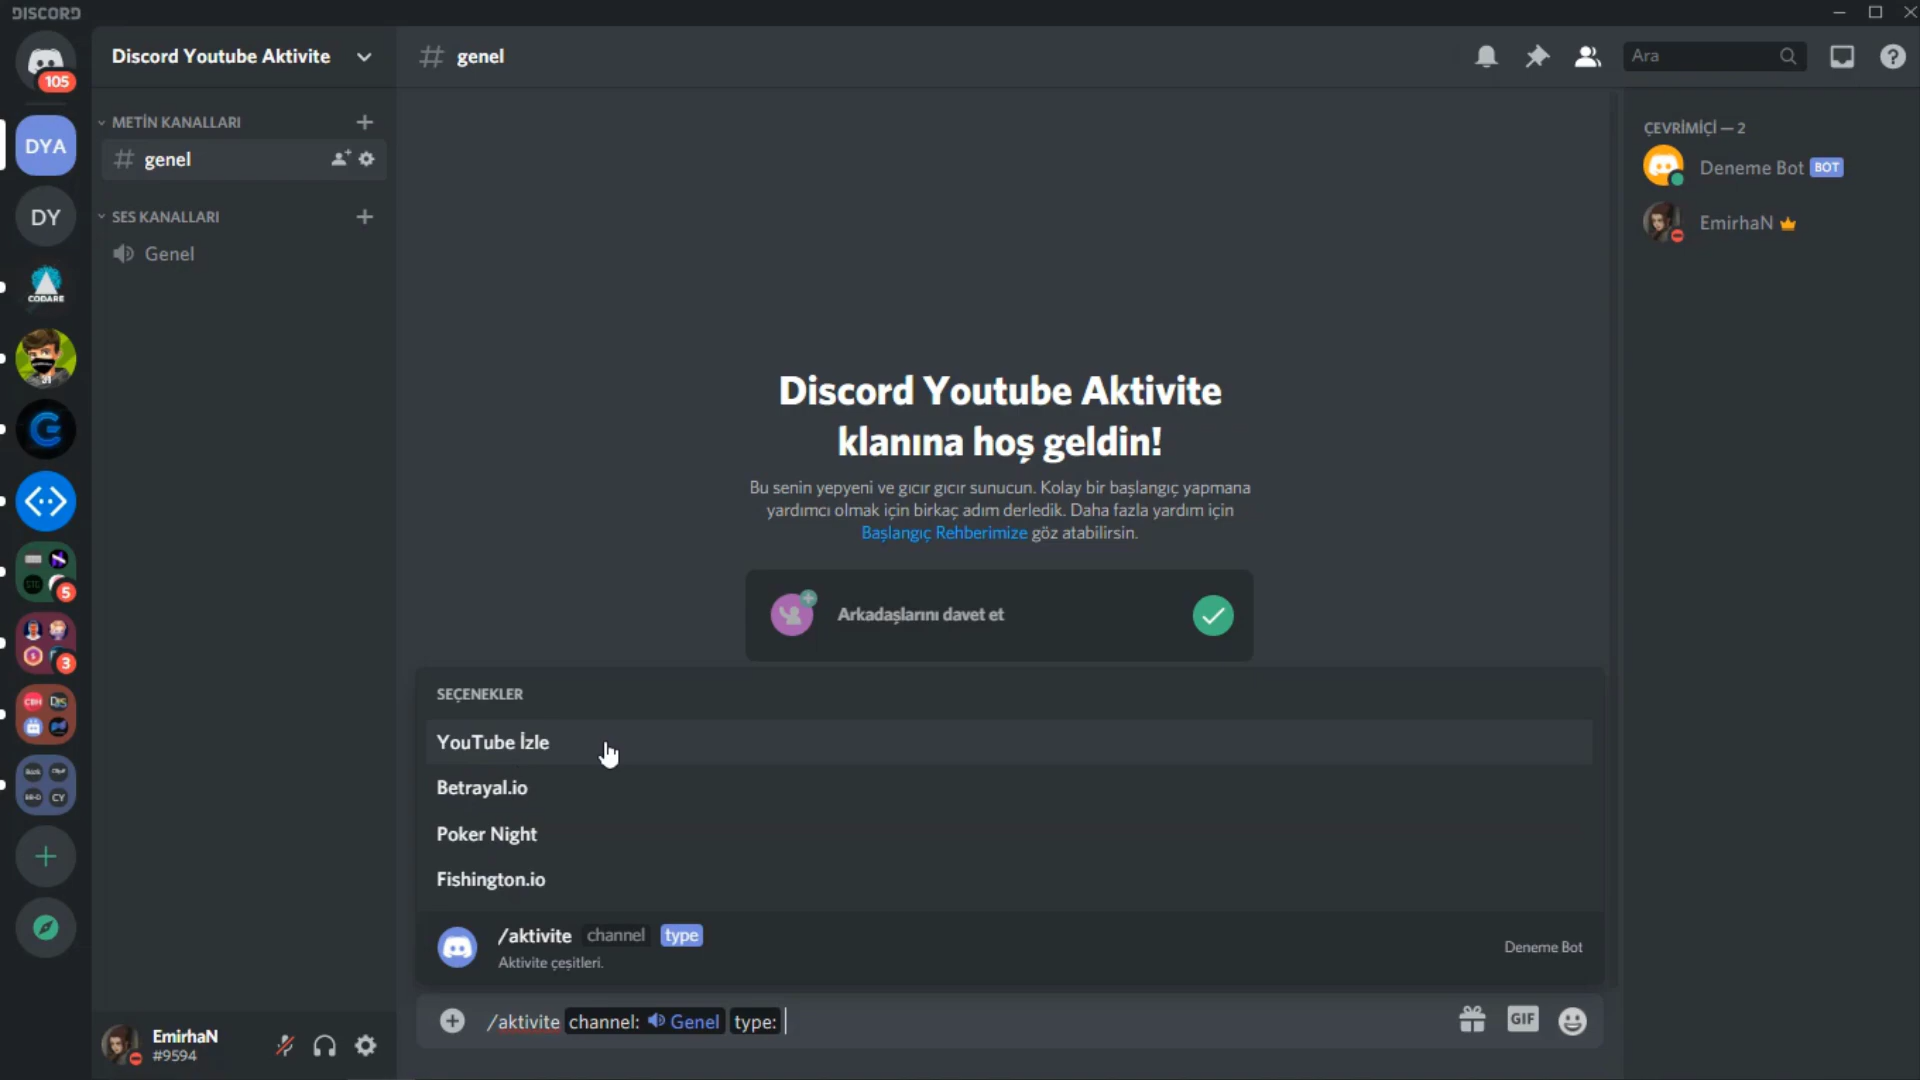 DISCORD
105
DYA
DY
CODARE
5
3
Discord Youtube Aktivite
METİN KANALLARI
genel
SES KANALLARI
Genel
EmirhaN
#9594
# genel
Ara
Discord Youtube Aktivite
klanına hoş geldin!
Bu senin yepyeni ve gıcır gıcır sunucun. Kolay bir başlangıç yapmana
yardımcı olmak için birkaç adım derledik. Daha fazla yardım için
Başlangıç Rehberimize göz atabilirsin.
Arkadaşlarını davet et
SEÇENEKLER
YouTube İzle
Betrayal.io
Poker Night
Fishington.io
/aktivite channel type
Aktivite çeşitleri.
Deneme Bot
/aktivite channel: Genel type:
GIF
ÇEVRİMİÇİ — 2
Deneme Bot BOT
EmirhaN